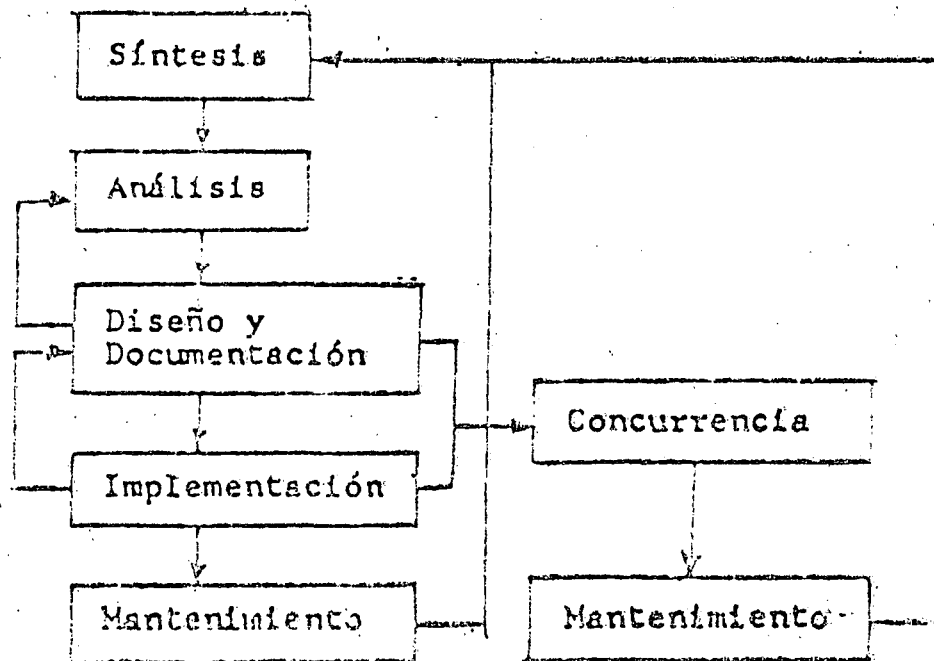 Síntesis
Análisis
Diseño y
Documentación
Implementación
Mantenimiento
Concurrencia
Mantenimiento